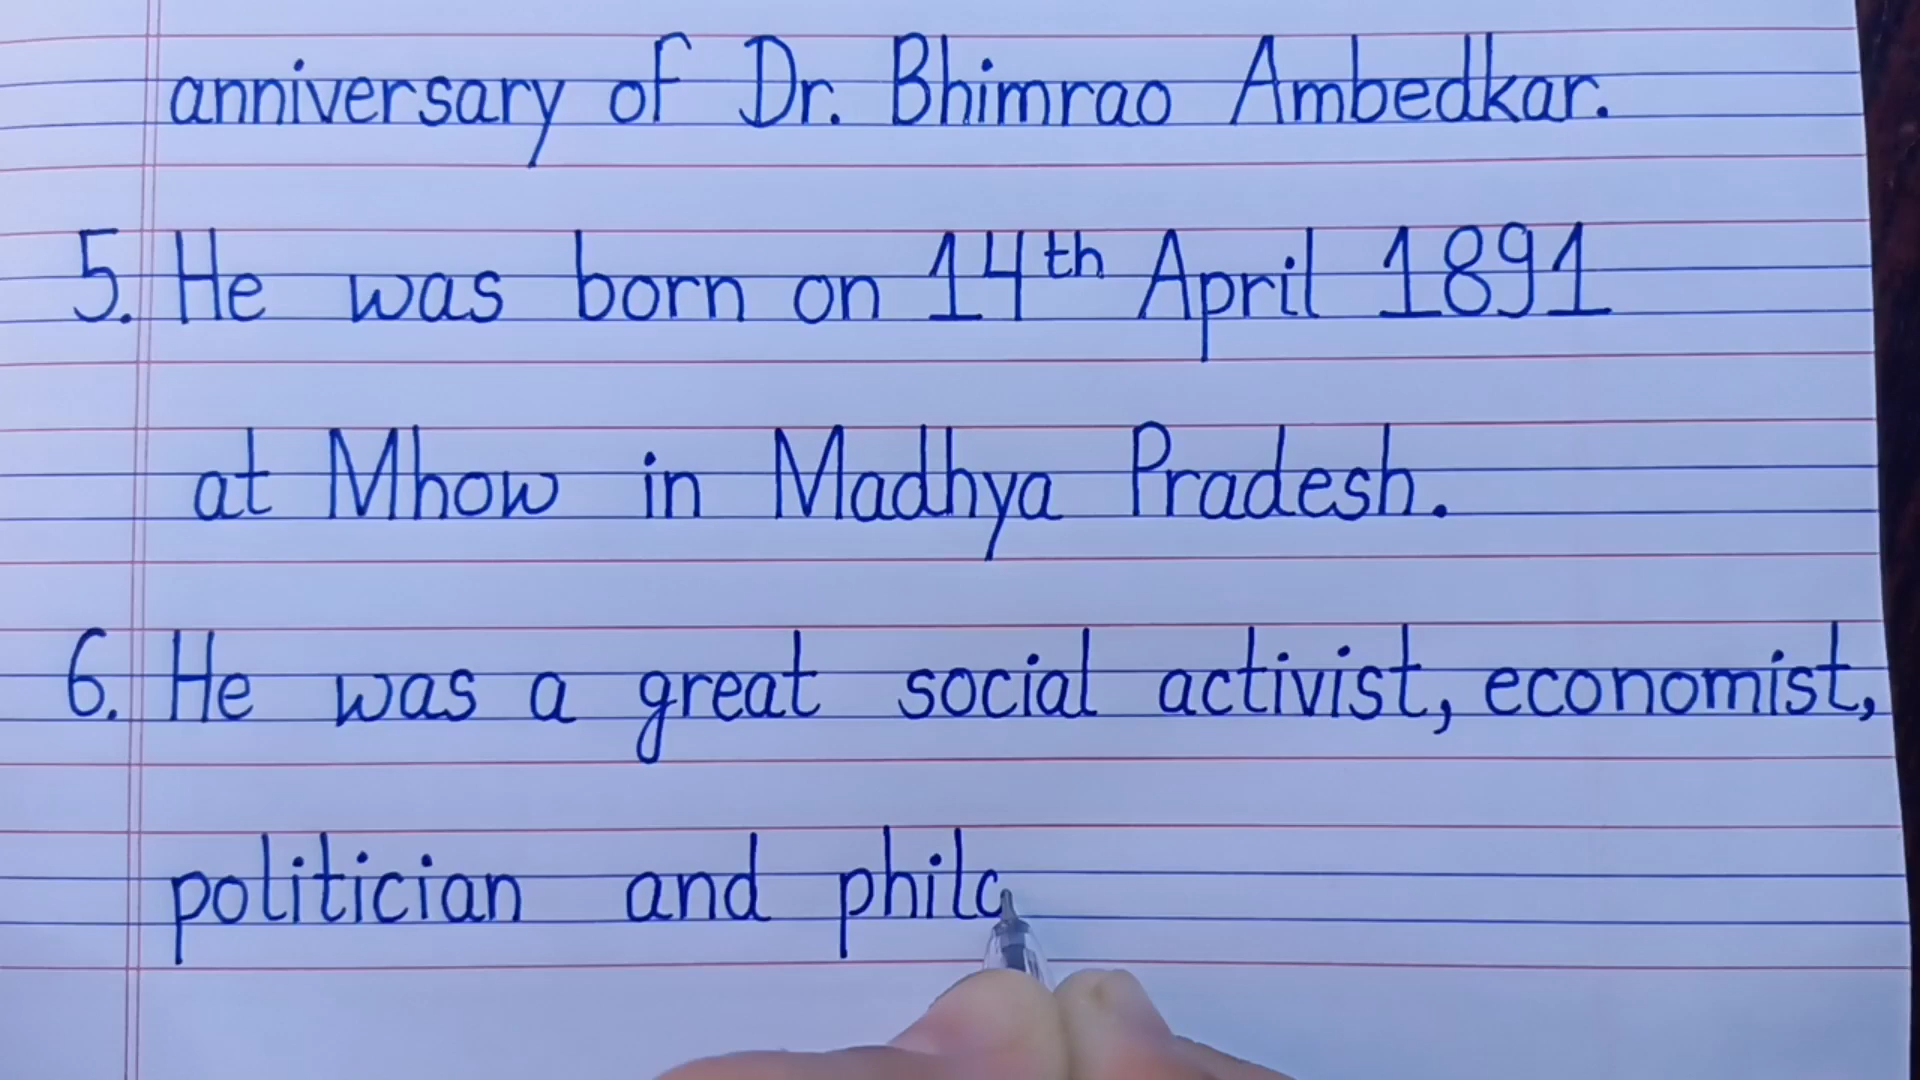 anniversary of Dr. Bhimrao Ambedkar.
5. He was born on 14th April 1891
at Mhow in Madhya Pradesh.
6. He was a great social activist, economist,
politician and philo